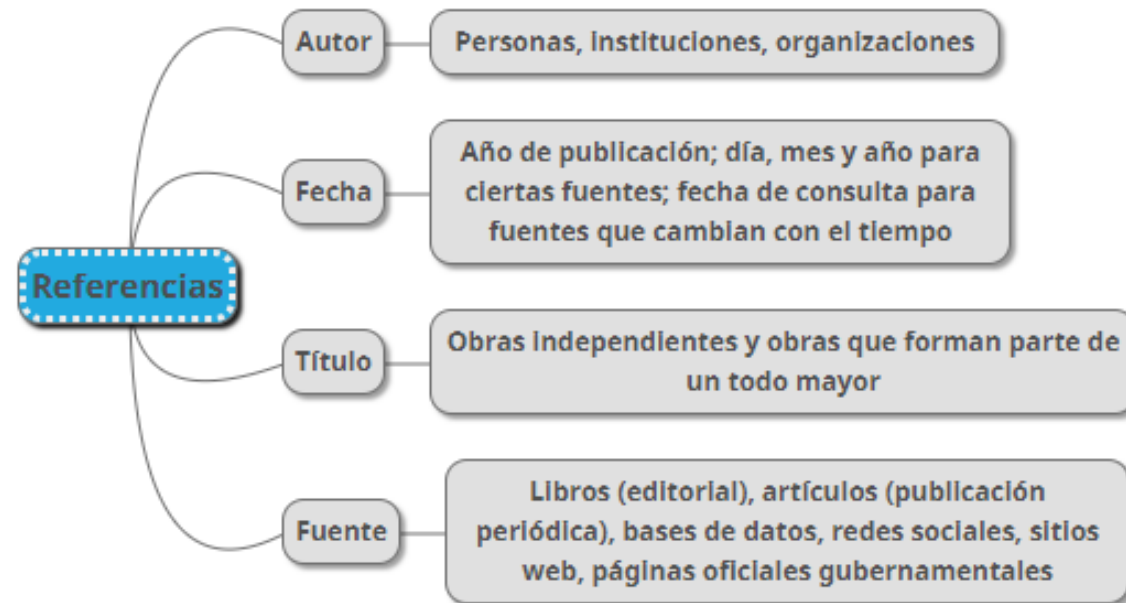 Referencias
Autor
Personas, instituciones, organizaciones
Fecha
Año de publicación; día, mes y año para
ciertas fuentes; fecha de consulta para
fuentes que cambian con el tiempo
Título
Obras independientes y obras que forman parte de
un todo mayor
Fuente
Libros (editorial), artículos (publicación
periódica), bases de datos, redes sociales, sitios
web, páginas oficiales gubernamentales